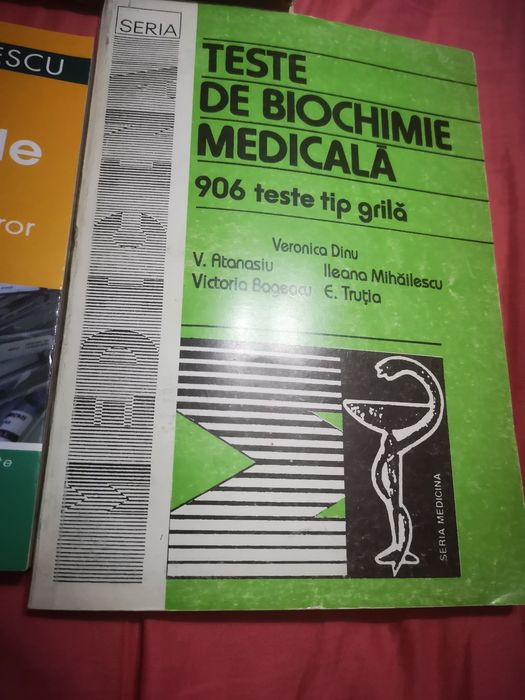 SERIA
TESTE
DE BIOCHIMIE
MEDICALĂ
906 teste tip grilă
Veronica Dinu
V. Atanasiu Ileana Mihăilescu
Victoria Bogeacu E. Truția
SERIA MEDICINA
ESCU
le
ror
te